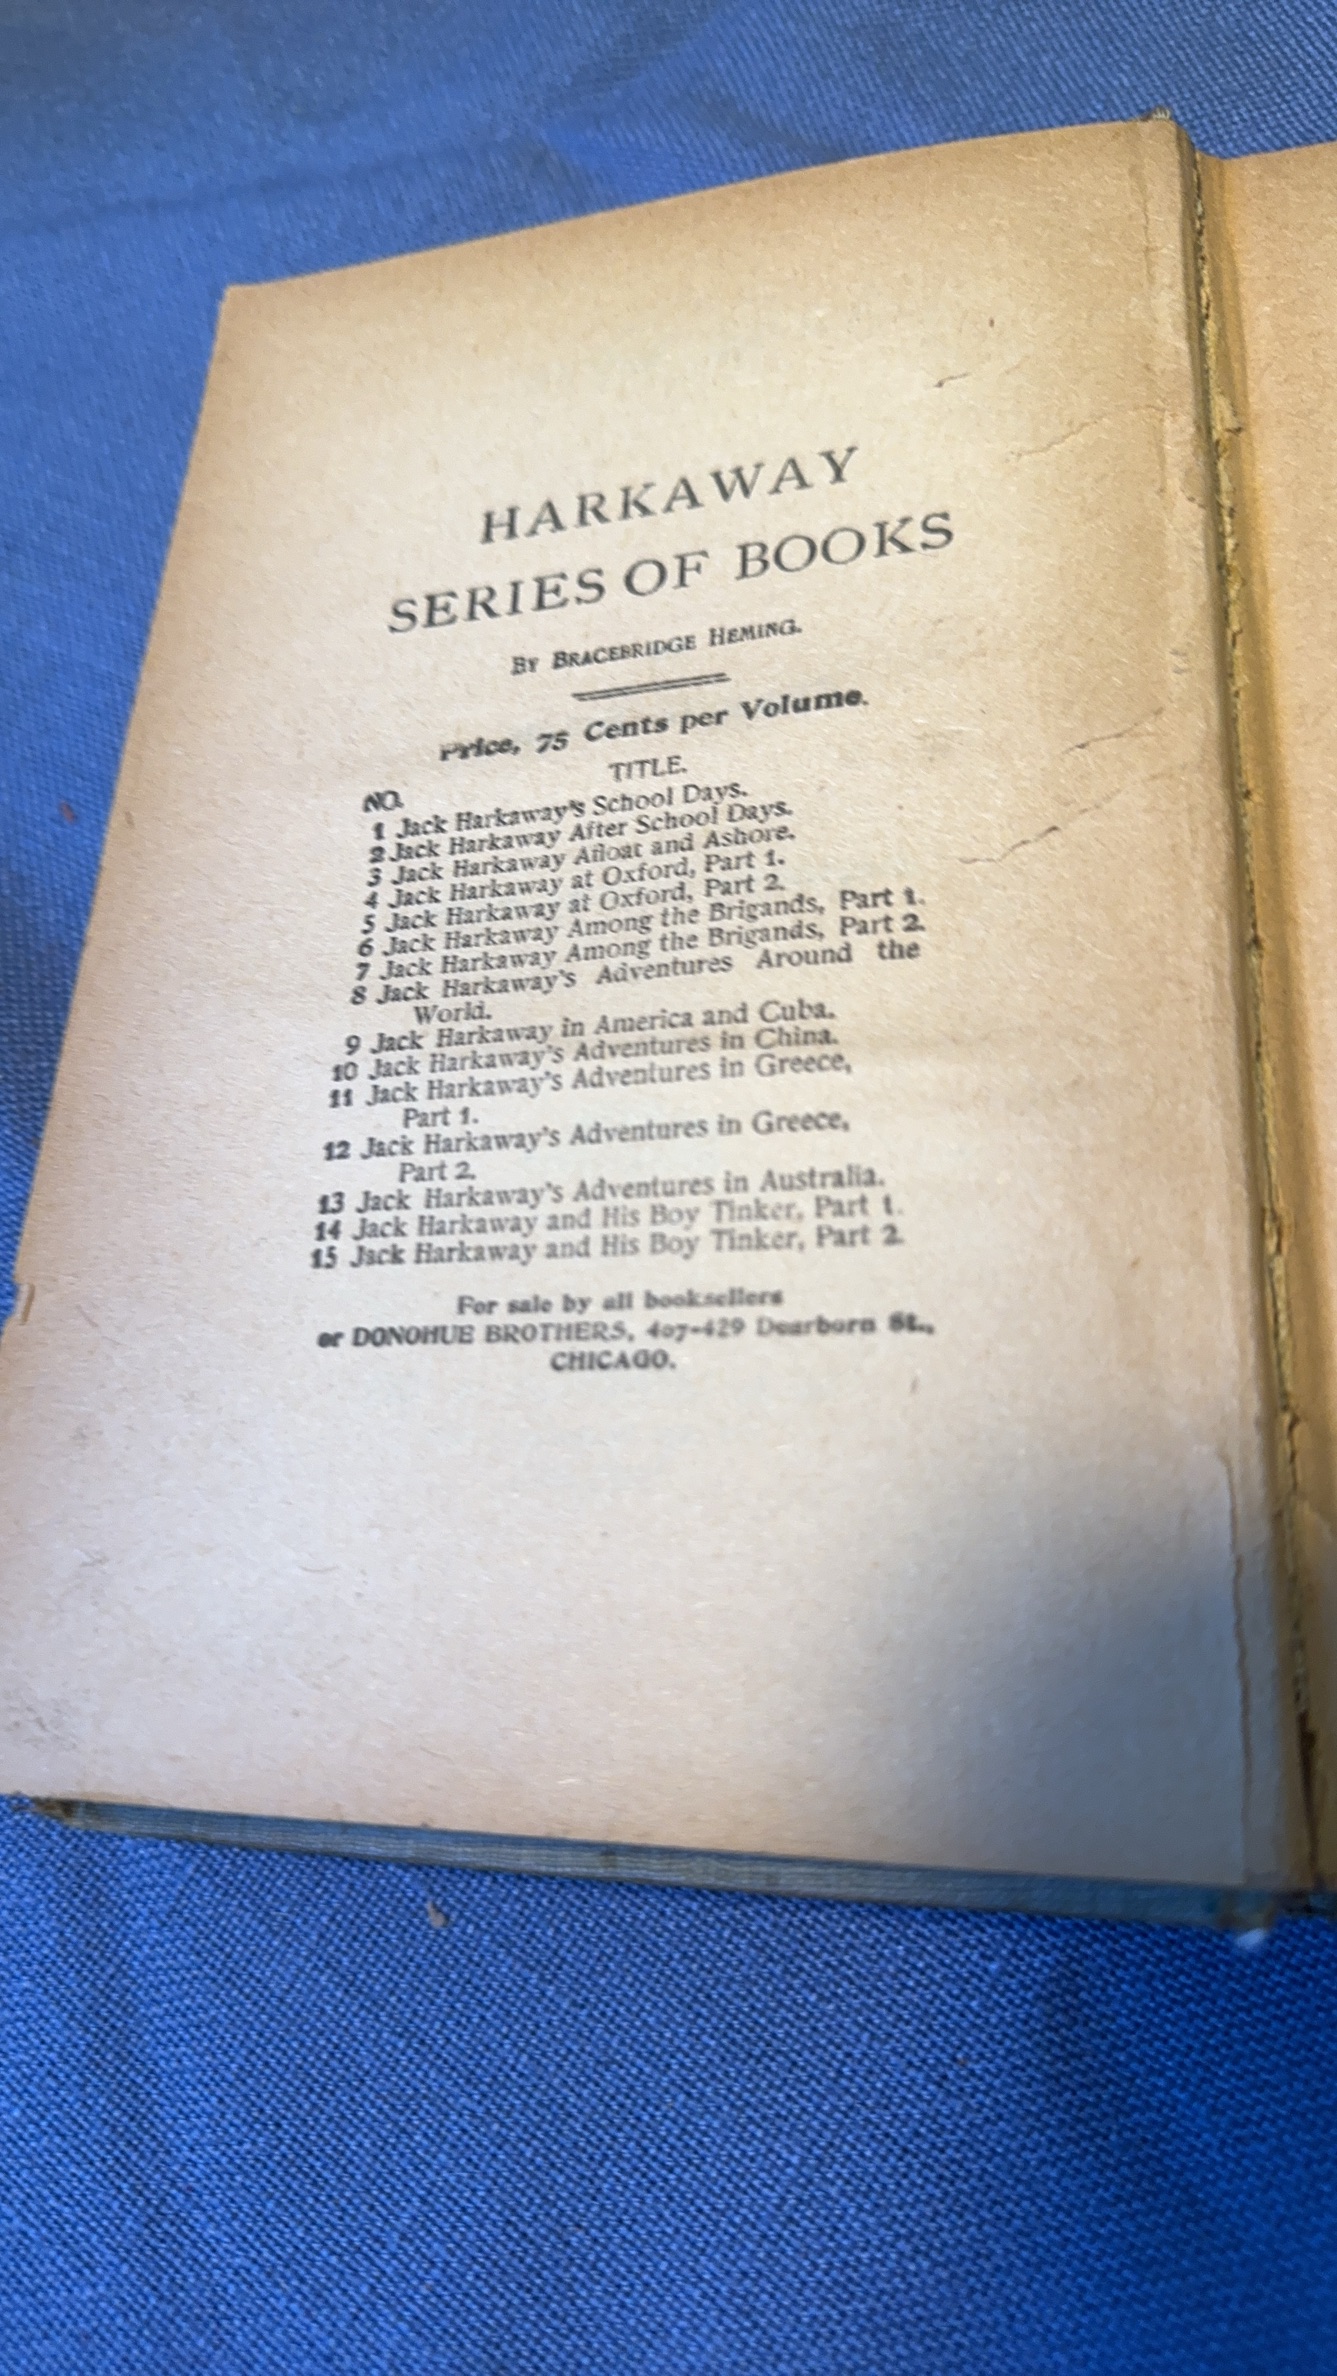 HARKAWAY
SERIES OF BOOKS
BY BRACEBRIDGE HEMING.
Price, 75 Cents per Volume.
NO. TITLE.
1 Jack Harkaway's School Days.
2 Jack Harkaway After School Days.
3 Jack Harkaway Afloat and Ashore.
4 Jack Harkaway at Oxford, Part 1.
5 Jack Harkaway at Oxford, Part 2.
6 Jack Harkaway Among the Brigands, Part 1.
7 Jack Harkaway Among the Brigands, Part 2.
8 Jack Harkaway's Adventures Around the
World.
9 Jack Harkaway in America and Cuba.
10 Jack Harkaway's Adventures in China.
11 Jack Harkaway's Adventures in Greece,
Part 1.
12 Jack Harkaway's Adventures in Greece,
Part 2.
13 Jack Harkaway's Adventures in Australia.
14 Jack Harkaway and His Boy Tinker, Part 1.
15 Jack Harkaway and His Boy Tinker, Part 2.
For sale by all booksellers
or DONOHUE BROTHERS, 407-429 Dearborn St.,
CHICAGO.